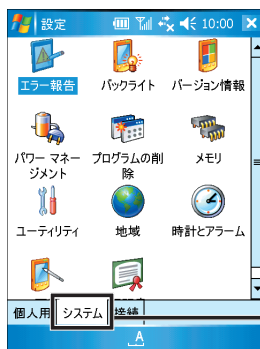 設定 10:00
エラー報告 バックライト バージョン情報
パワー マネー プログラムの削 メモリ
ジメント 除
ユーティリティ 地域 時計とアラーム
個人用 システム 接続
A